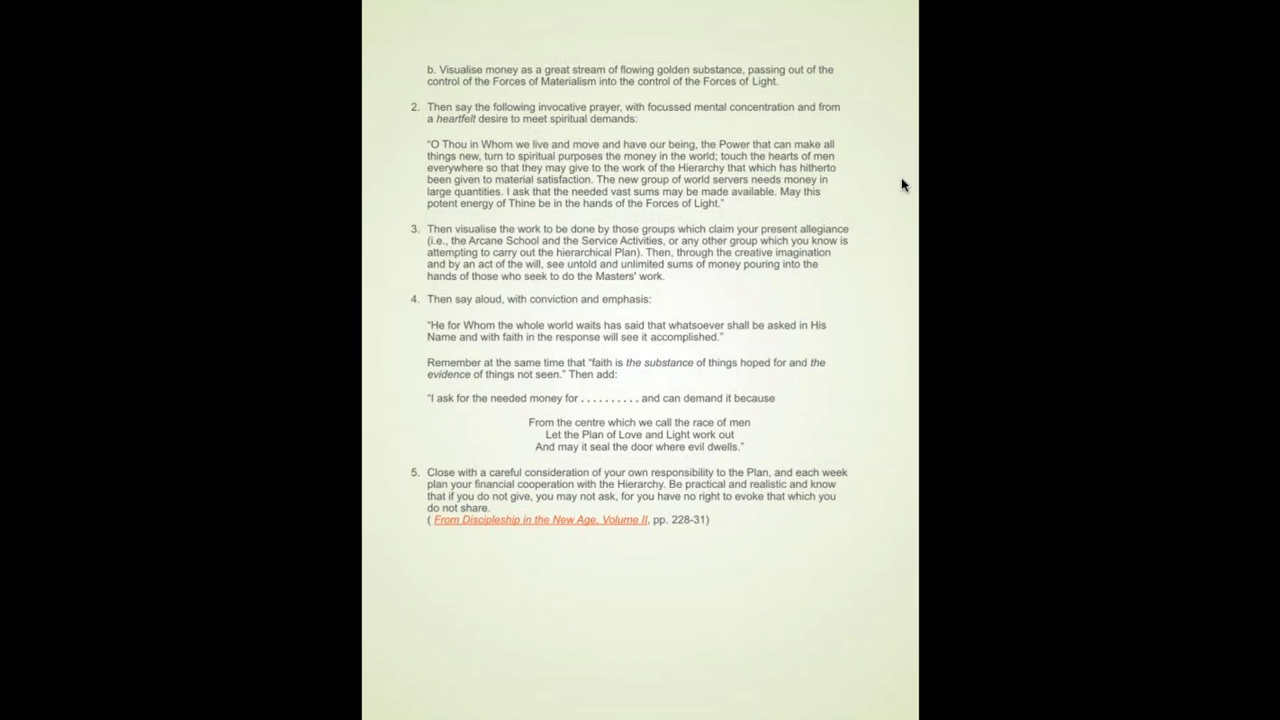 b. Visualise money as a great stream of flowing golden substance, passing out of the
control of the Forces of Materialism into the control of the Forces of Light.
2. Then say the following invocative prayer, with focussed mental concentration and from
a heartfelt desire to meet spiritual demands:
“O Thou in Whom we live and move and have our being, the Power that can make all
things new, turn to spiritual purposes the money in the world; touch the hearts of men
everywhere so that they may give to the work of the Hierarchy that which has hitherto
been given to material satisfaction. The new group of world servers needs money in
large quantities. I ask that the needed vast sums may be made available. May this
potent energy of Thine be in the hands of the Forces of Light.”
3. Then visualise the work to be done by those groups which claim your present allegiance
(i.e., the Arcane School and the Service Activities, or any other group which you know is
attempting to carry out the hierarchical Plan). Then, through the creative imagination
and by an act of the will, see untold and unlimited sums of money pouring into the
hands of those who seek to do the Masters' work.
4. Then say aloud, with conviction and emphasis:
“He for Whom the whole world waits has said that whatsoever shall be asked in His
Name and with faith in the response will see it accomplished.”
Remember at the same time that “faith is the substance of things hoped for and the
evidence of things not seen.” Then add:
“I ask for the needed money for . . . . . . . . . . and can demand it because
From the centre which we call the race of men
Let the Plan of Love and Light work out
And may it seal the door where evil dwells.”
5. Close with a careful consideration of your own responsibility to the Plan, and each week
plan your financial cooperation with the Hierarchy. Be practical and realistic and know
that if you do not give, you may not ask, for you have no right to evoke that which you
do not share.
( From Discipleship in the New Age, Volume II, pp. 228-31)